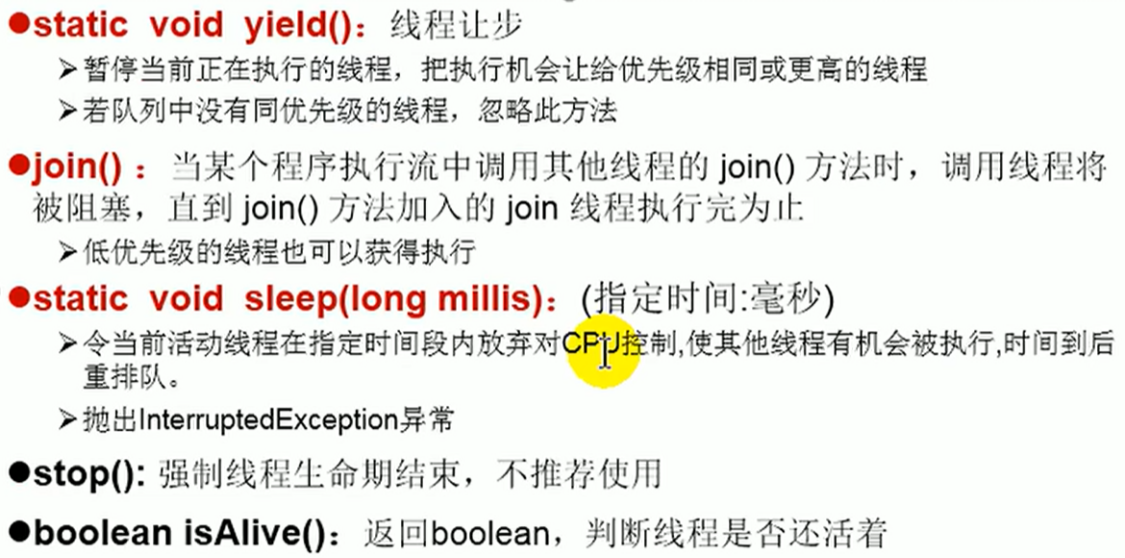 ●static void yield()：线程让步
➢暂停当前正在执行的线程，把执行机会让给优先级相同或更高的线程
➢若队列中没有同优先级的线程，忽略此方法
●join() ：当某个程序执行流中调用其他线程的 join() 方法时，调用线程将
被阻塞，直到 join() 方法加入的 join 线程执行完为止
➢低优先级的线程也可以获得执行
●static void sleep(long millis)：(指定时间:毫秒)
➢令当前活动线程在指定时间段内放弃对CPU控制,使其他线程有机会被执行,时间到后
重排队。
➢抛出InterruptedException异常
●stop(): 强制线程生命期结束，不推荐使用
●boolean isAlive()：返回boolean，判断线程是否还活着